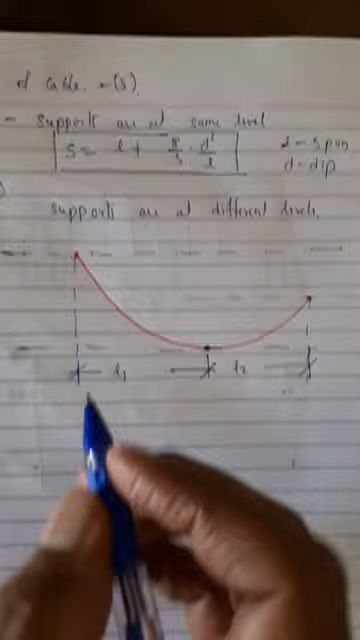 of Cable. - (S).
- supports are at same level
S = l + 8/3 · d²/l
l = span
d = dip
supports are at different levels.
l₁ l₂